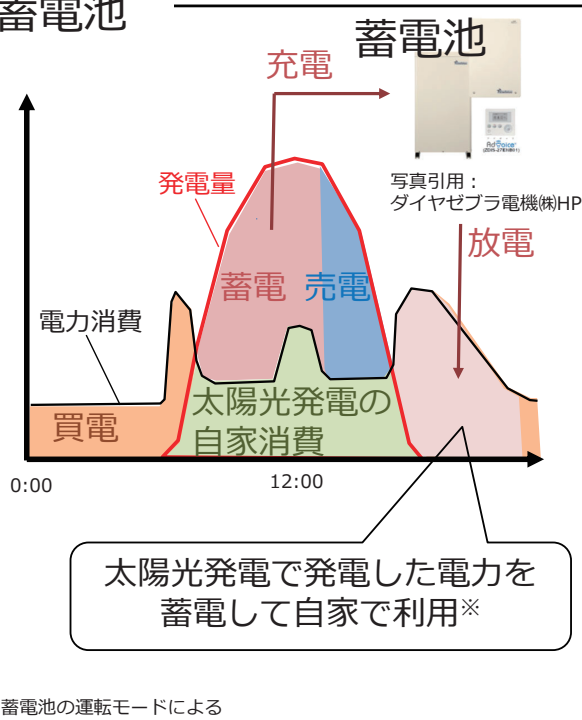 蓄電池
蓄電池
充電
AdVoice
写真引用：
ダイヤゼブラ電機㈱HP
発電量
放電
蓄電
売電
電力消費
太陽光発電の
自家消費
買電
0:00
12:00
太陽光発電で発電した電力を
蓄電して自家で利用※
蓄電池の運転モードによる